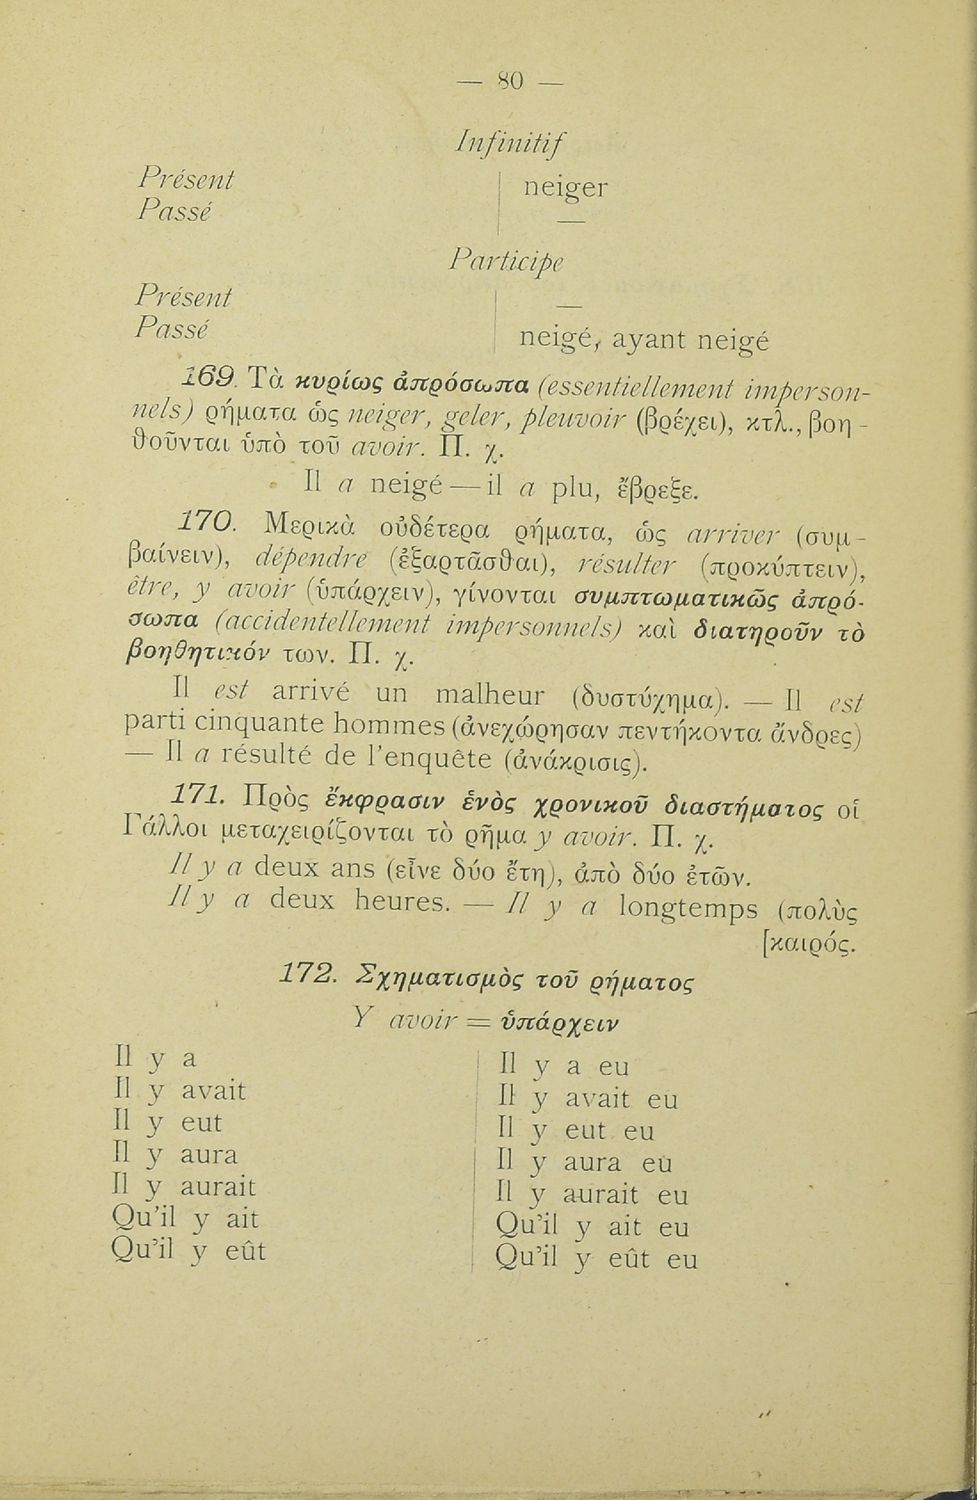 — 80 —
Infinitif
Présent | neiger
Passé | —
Participe
Présent | —
Passé | neigé, ayant neigé
169. Τὰ κυρίως ἀπρόσωπα (essentiellement imperson-
nels) ρήματα ὡς neiger, geler, pleuvoir (βρέχει), κτλ., βοη-
θοῦνται ὑπὸ τοῦ avoir. Π. χ.
Il a neigé — il a plu, ἔβρεξε.
170. Μερικὰ οὐδέτερα ρήματα, ὡς arriver (συμ-
βαίνειν), dépendre (ἐξαρτᾶσθαι), résulter (προκύπτειν),
être, y avoir (ὑπάρχειν), γίνονται συμπτωματικῶς ἀπρό-
σωπα (accidentellement impersonnels) καὶ διατηροῦν τὸ
βοηθητικόν των. Π. χ.
Il est arrivé un malheur (δυστύχημα). — Il est
parti cinquante hommes (ἀνεχώρησαν πεντήκοντα ἄνδρες)
— Il a résulté de l'enquête (ἀνάκρισις).
171. Πρὸς ἔκφρασιν ἑνὸς χρονικοῦ διαστήματος οἱ
Γάλλοι μεταχειρίζονται τὸ ρῆμα y avoir. Π. χ.
Il y a deux ans (εἶνε δύο ἔτη), ἀπὸ δύο ἐτῶν.
Il y a deux heures. — Il y a longtemps (πολὺς
[καιρός.
172. Σχηματισμὸς τοῦ ρήματος
Y avoir = ὑπάρχειν
Il y a | Il y a eu
Il y avait | Il y avait eu
Il y eut | Il y eut eu
Il y aura | Il y aura eu
Il y aurait | Il y aurait eu
Qu'il y ait | Qu'il y ait eu
Qu'il y eût | Qu'il y eût eu